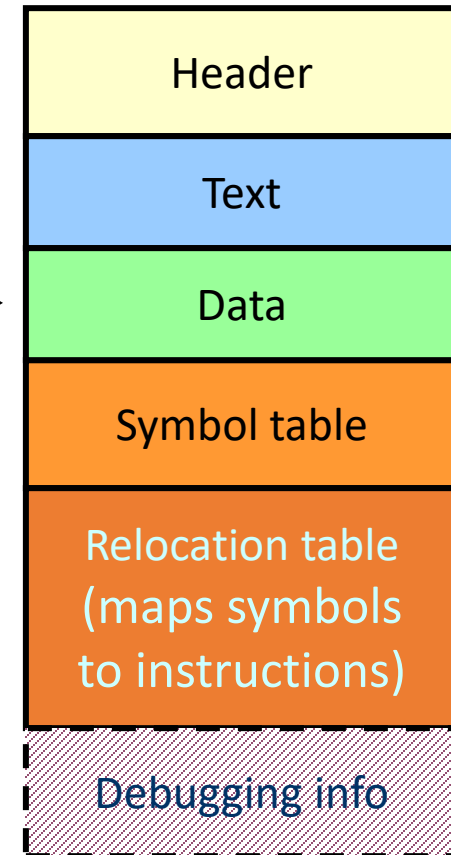 Header
Text
Data
Symbol table
Relocation table
(maps symbols
to instructions)
Debugging info